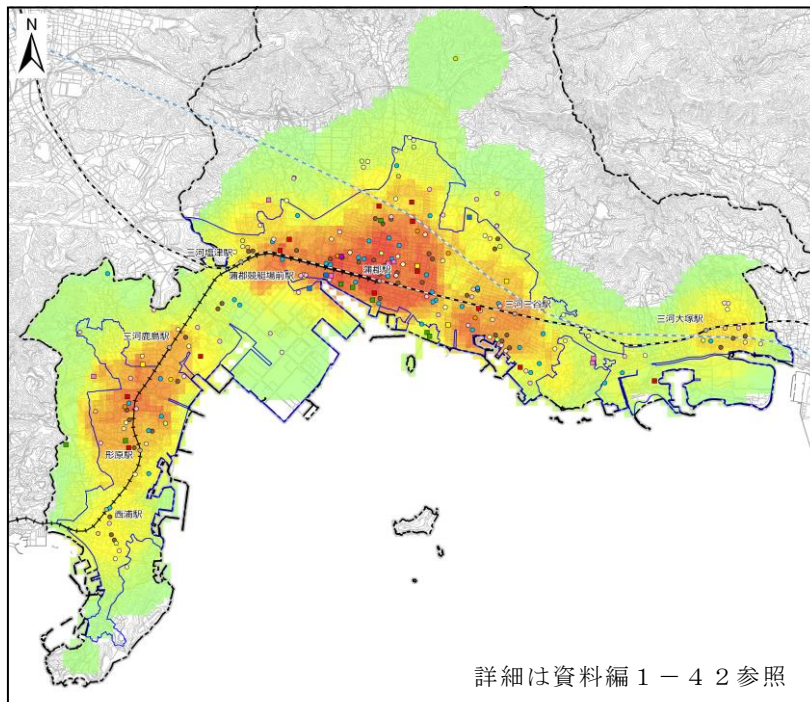 N
三河塩津駅
蒲郡競艇場前駅
蒲郡駅
三河三谷駅
三河大塚駅
三河鹿島駅
形原駅
西浦駅
詳細は資料編1－42参照